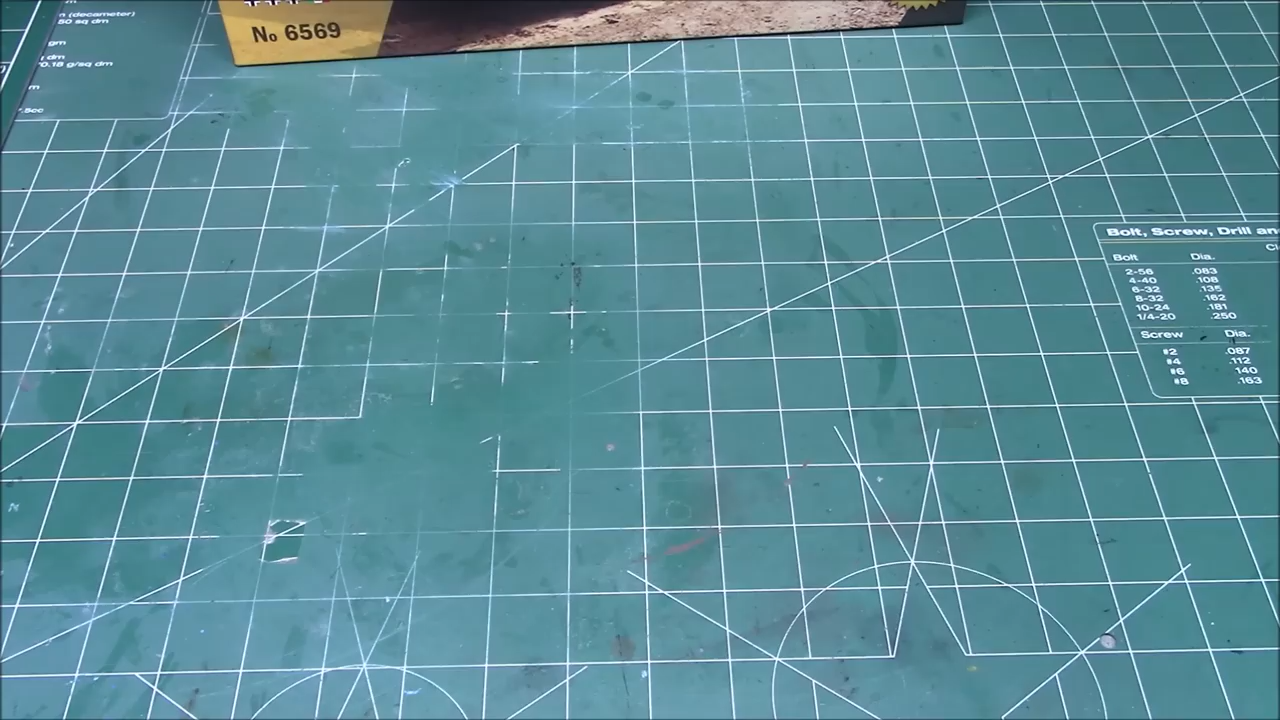 No 6569
n (decameter)
50 sq dm
gm
dm
0.18 g/sq dm
m
.5cc
Bolt, Screw, Drill an
Bolt Dia.
2-56 .083
4-40 .108
6-32 .135
8-32 .162
10-24 .181
1/4-20 .250
Screw Dia.
#2 .087
#4 .112
#6 140
#8 .163